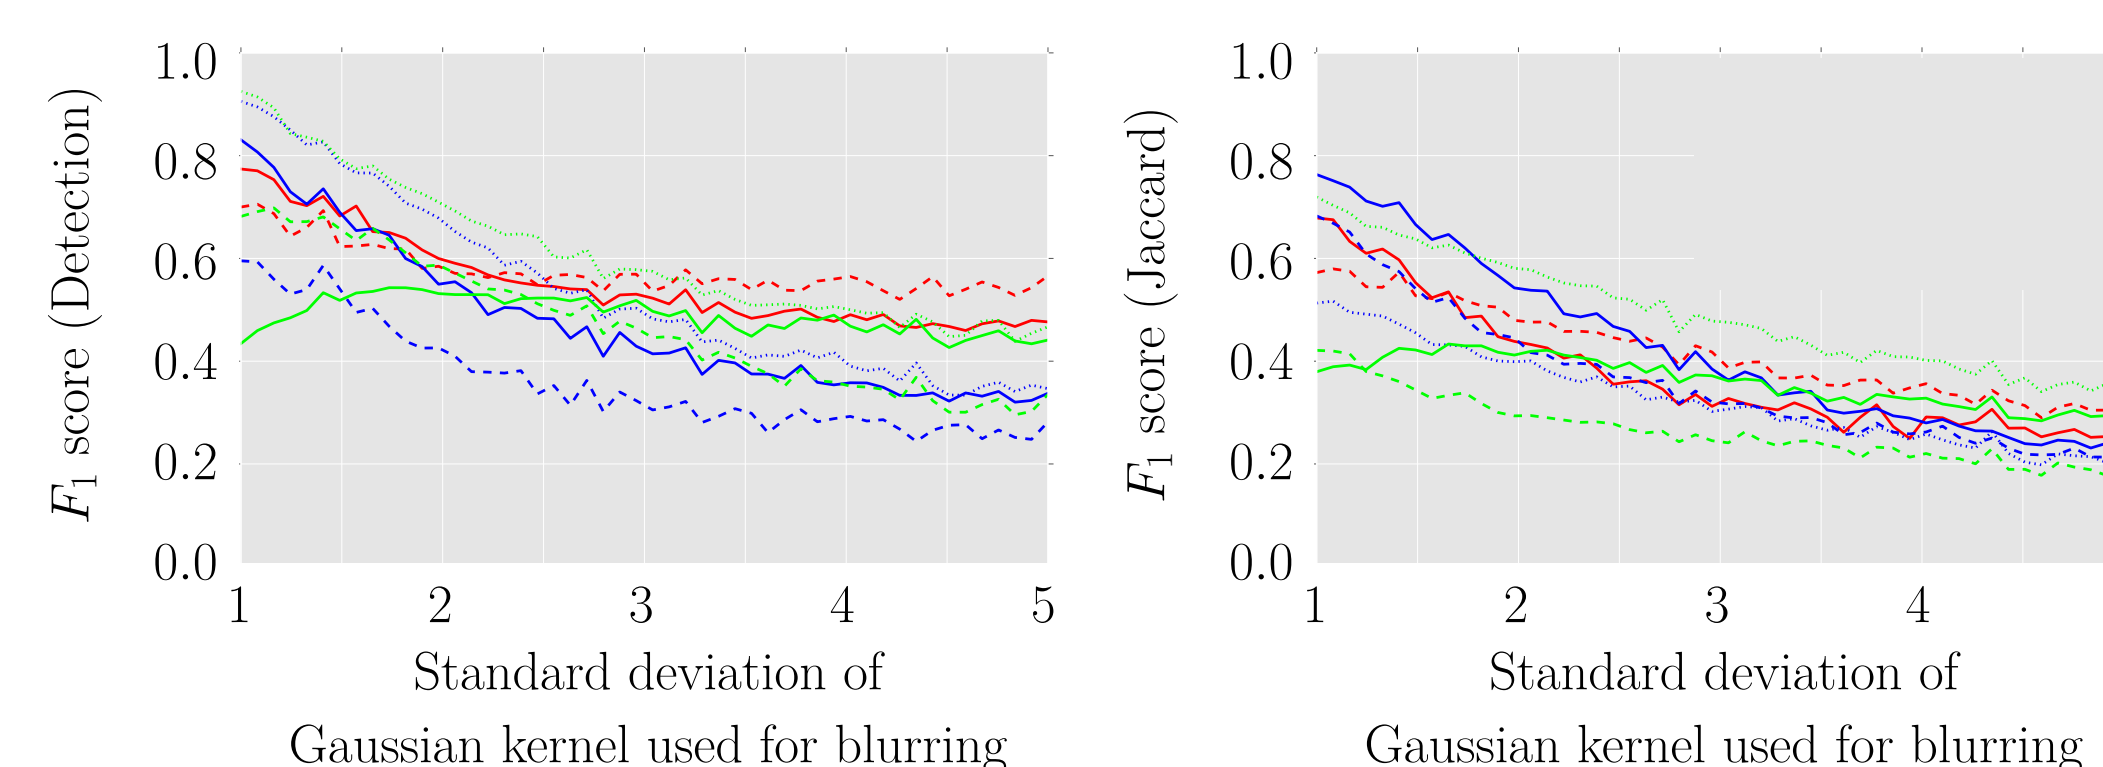 1.0
0.8
0.6
0.4
0.2
0.0
F1 score (Detection)
1 2 3 4 5
Standard deviation of
Gaussian kernel used for blurring
1.0
0.8
0.6
0.4
0.2
0.0
F1 score (Jaccard)
1 2 3 4
Standard deviation of
Gaussian kernel used for blurring